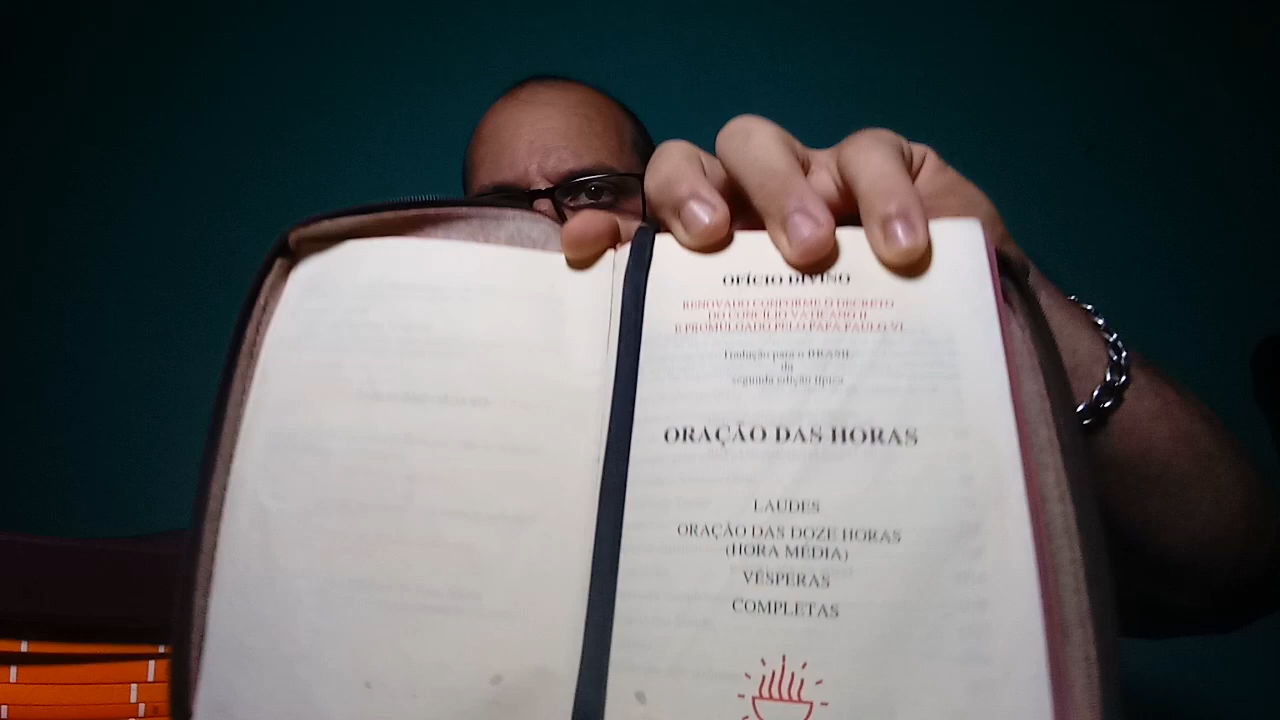 OFÍCIO DIVINO
RENOVADO CONFORME O DECRETO
DO CONCÍLIO VATICANO II
E PROMULGADO PELO PAPA PAULO VI
Tradução para o BRASIL
da
segunda edição típica
ORAÇÃO DAS HORAS
LAUDES
ORAÇÃO DAS DOZE HORAS
(HORA MÉDIA)
VÉSPERAS
COMPLETAS